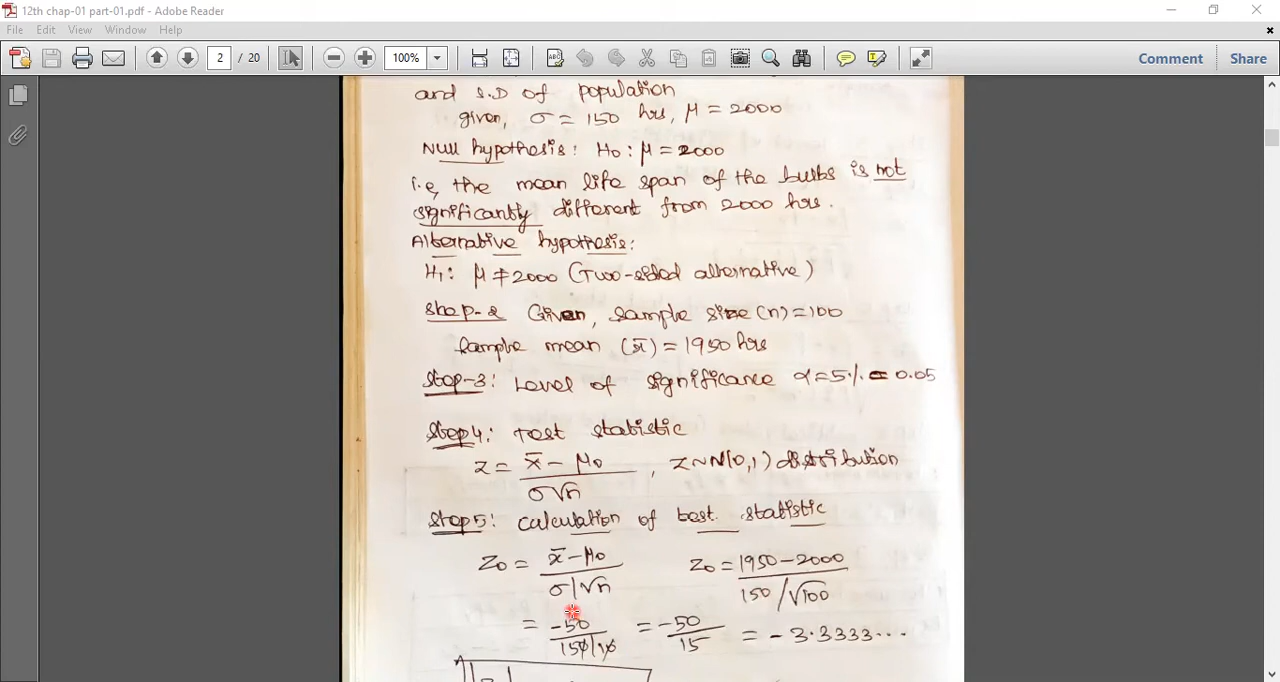 12th chap-01 part-01.pdf - Adobe Reader
File Edit View Window Help
2 / 20 100% Comment Share
and S.D of population
given, σ = 150 hrs, μ = 2000
Null hypothesis: H₀ : μ = 2000
i.e, the mean life span of the bulbs is not
significantly different from 2000 hrs.
Alternative hypothesis:
H₁: μ ≠ 2000 (Two-sided alternative)
Step-2 Given, sample size (n) = 100
Sample mean (x̄) = 1950 hrs
Step-3: Level of significance α = 5% = 0.05
Step4: Test statistic
z = x̄ - μ₀ / σ√n , Z ~ N(0,1) distribution
Step5: Calculation of test statistic
Z₀ = x̄ - μ₀ / σ/√n Z₀ = 1950 - 2000 / 150/√100
= -50 / 150/10 = -50 / 15 = -3.3333...